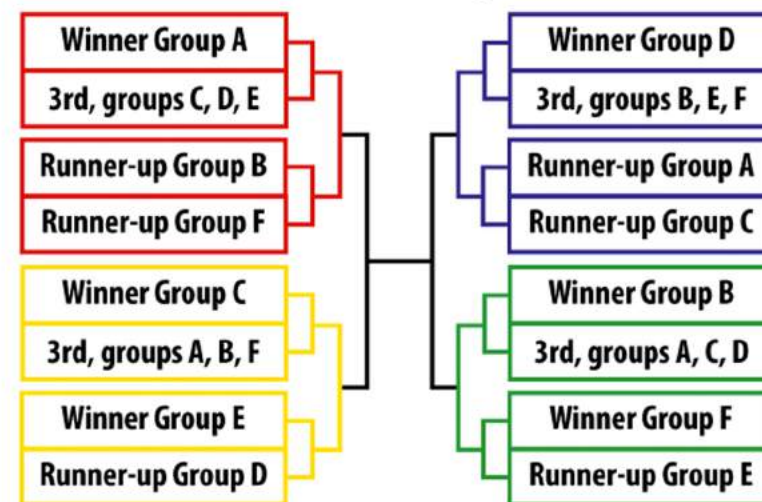 Winner Group A
3rd, groups C, D, E
Runner-up Group B
Runner-up Group F
Winner Group C
3rd, groups A, B, F
Winner Group E
Runner-up Group D
Winner Group D
3rd, groups B, E, F
Runner-up Group A
Runner-up Group C
Winner Group B
3rd, groups A, C, D
Winner Group F
Runner-up Group E